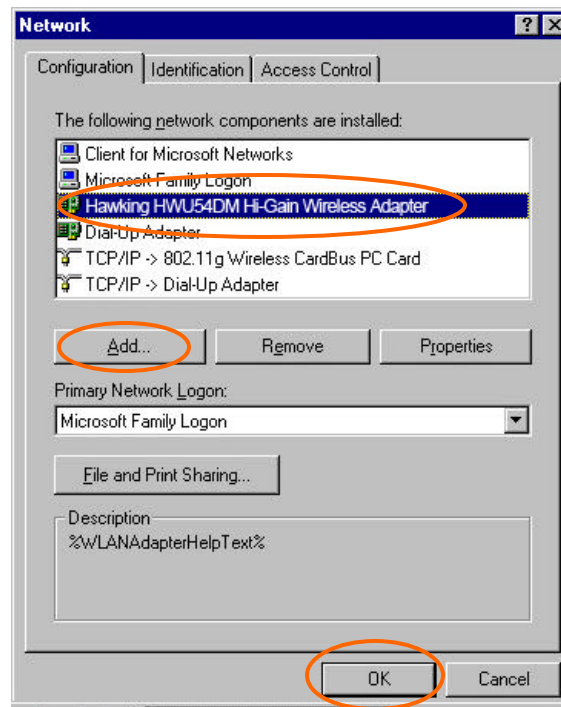 Network
Configuration Identification Access Control
The following network components are installed:
Client for Microsoft Networks
Microsoft Family Logon
Hawking HWU54DM Hi-Gain Wireless Adapter
Dial-Up Adapter
TCP/IP -> 802.11g Wireless CardBus PC Card
TCP/IP -> Dial-Up Adapter
Add... Remove Properties
Primary Network Logon:
Microsoft Family Logon
File and Print Sharing...
Description
%WLANAdapterHelpText%
OK Cancel